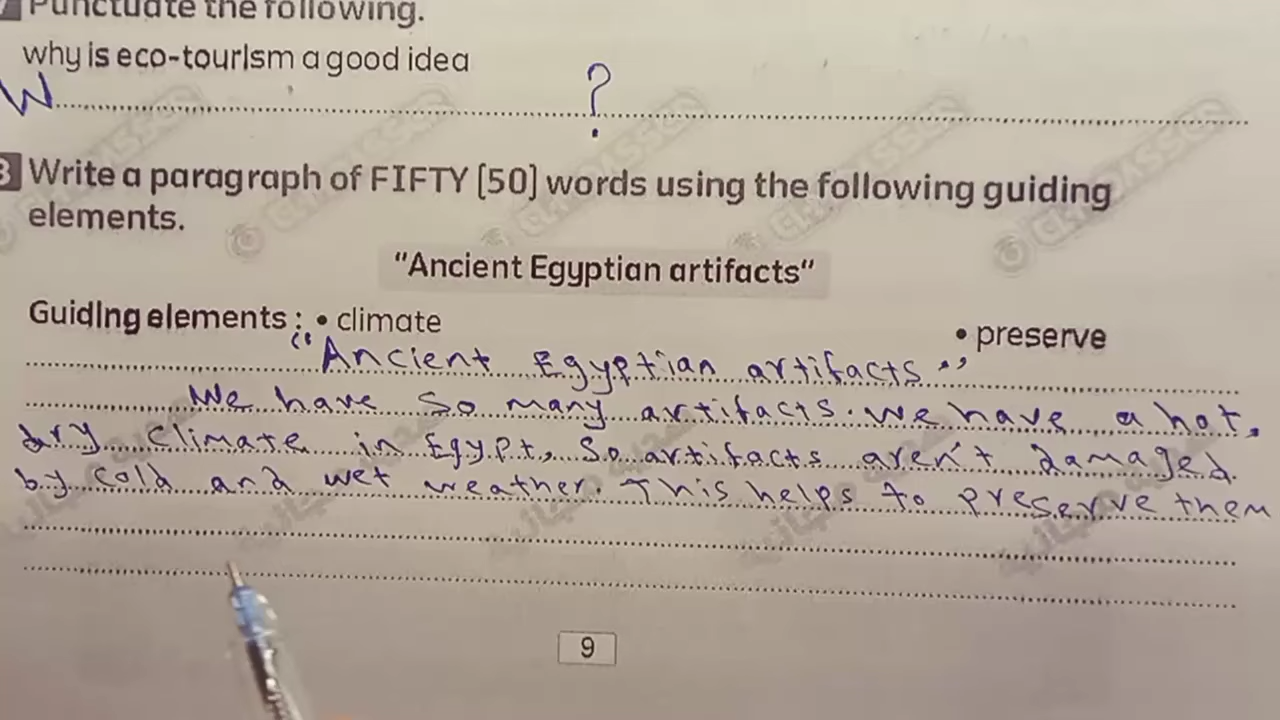 Punctuate the following.
why is eco-tourism a good idea
W ?
Write a paragraph of FIFTY (50) words using the following guiding
elements.
"Ancient Egyptian artifacts"
Guiding elements : • climate • preserve
"Ancient Egyptian artifacts."
We have so many artifacts. We have a hot,
dry climate in Egypt, so artifacts aren't damaged
by cold and wet weather. This helps to preserve them
9